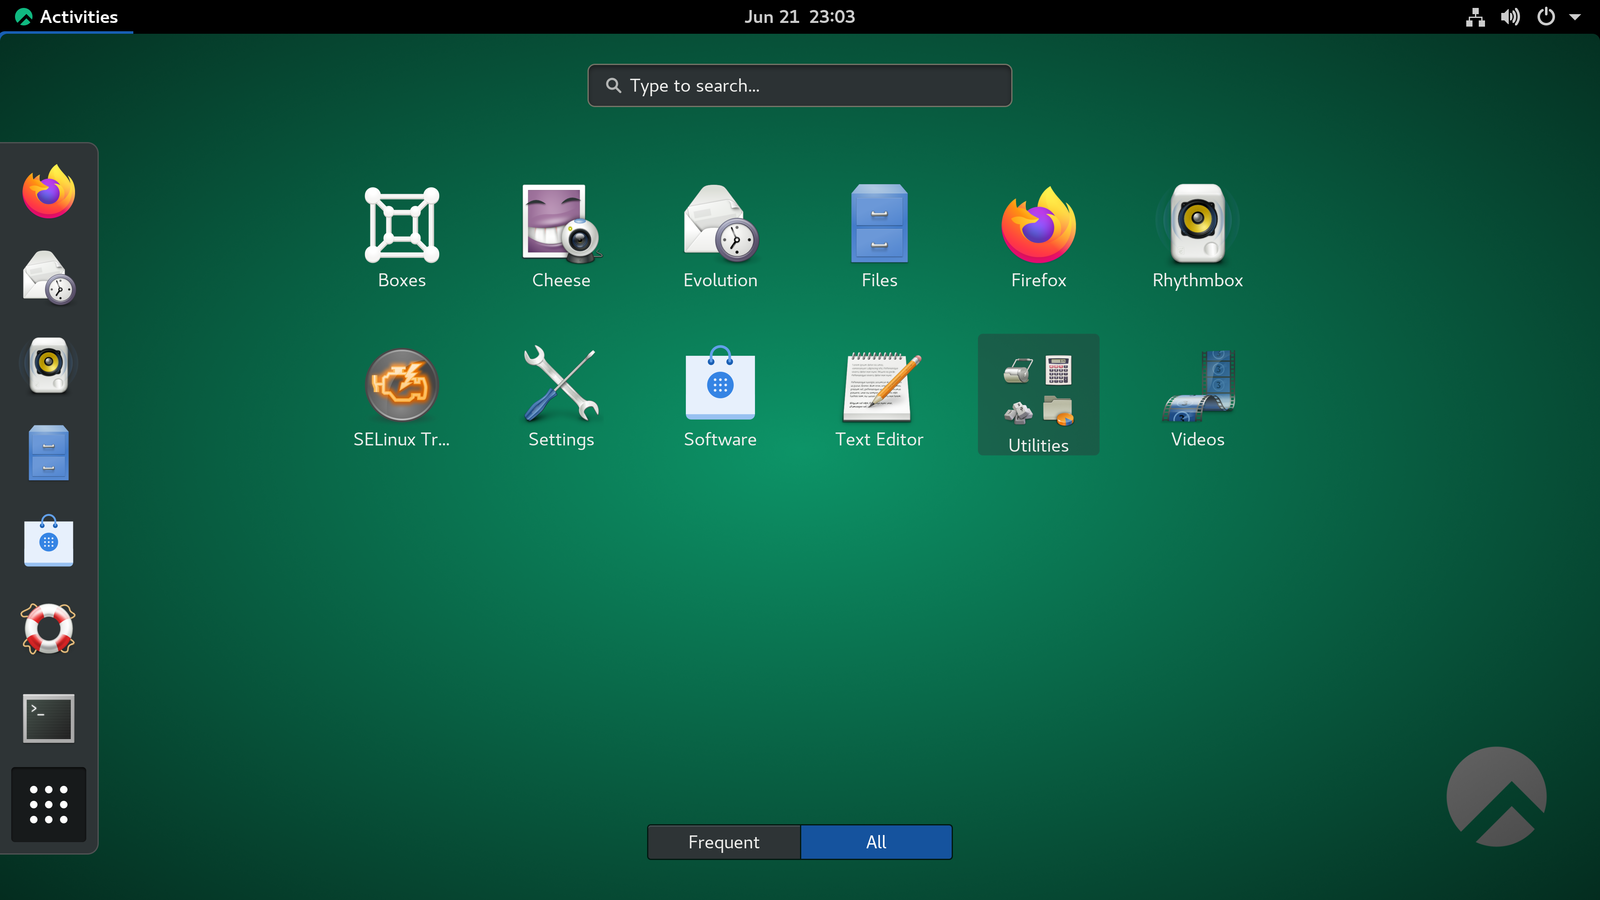 Activities
Jun 21 23:03
Type to search...
Boxes
Cheese
Evolution
Files
Firefox
Rhythmbox
SELinux Tr...
Settings
Software
Text Editor
Utilities
Videos
>_
Frequent
All